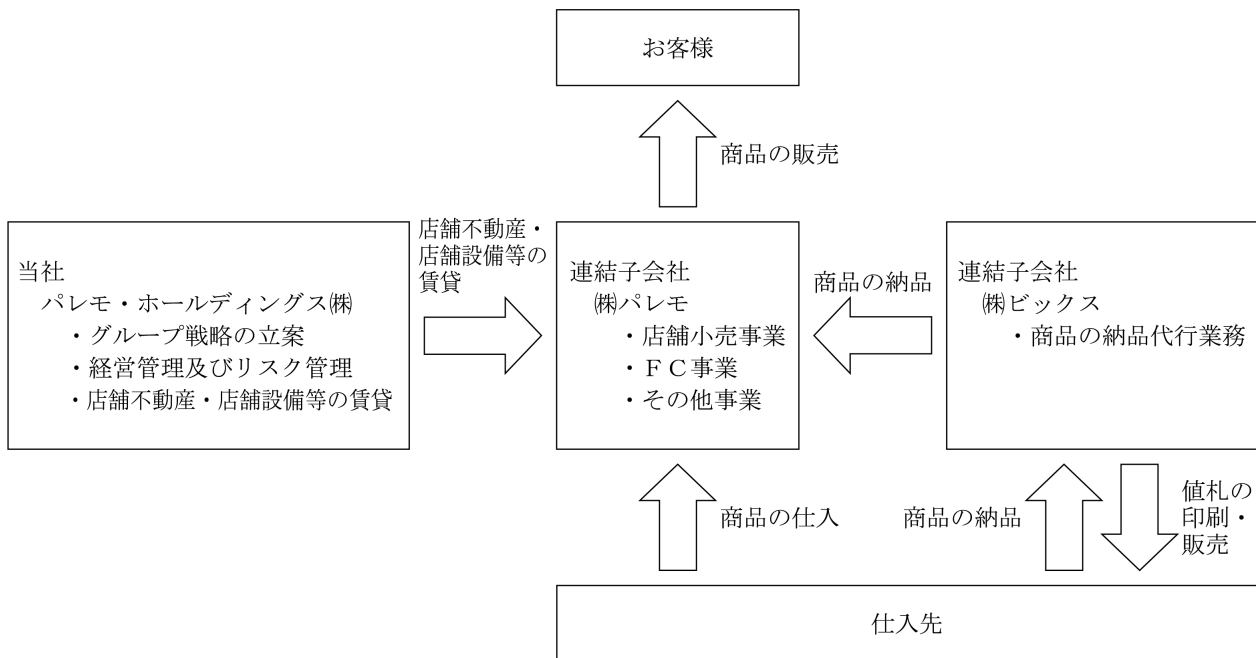 お客様
商品の販売
店舗不動産・
店舗設備等の
賃貸
当社
パレモ・ホールディングス㈱
・グループ戦略の立案
・経営管理及びリスク管理
・店舗不動産・店舗設備等の賃貸
連結子会社
㈱パレモ
・店舗小売事業
・ＦＣ事業
・その他事業
商品の納品
連結子会社
㈱ビックス
・商品の納品代行業務
商品の仕入
商品の納品
値札の
印刷・
販売
仕入先